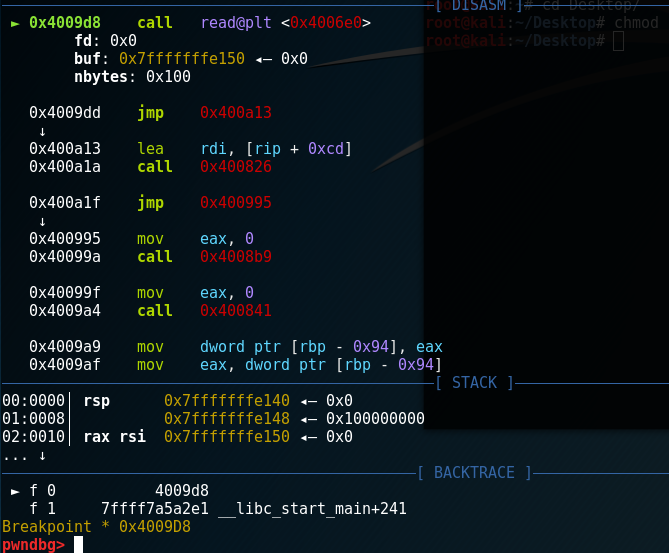 [ DISASM ]
root@kali:~/Desktop# chmod
► 0x4009d8 call read@plt <0x4006e0>
root@kali:~/Desktop#
fd: 0x0
buf: 0x7fffffffe150 ◂— 0x0
nbytes: 0x100
0x4009dd jmp 0x400a13
↓
0x400a13 lea rdi, [rip + 0xcd]
0x400a1a call 0x400826
0x400a1f jmp 0x400995
↓
0x400995 mov eax, 0
0x40099a call 0x4008b9
0x40099f mov eax, 0
0x4009a4 call 0x400841
0x4009a9 mov dword ptr [rbp - 0x94], eax
0x4009af mov eax, dword ptr [rbp - 0x94]
[ STACK ]
00:0000│ rsp 0x7fffffffe140 ◂— 0x0
01:0008│ 0x7fffffffe148 ◂— 0x100000000
02:0010│ rax rsi 0x7fffffffe150 ◂— 0x0
... ↓
[ BACKTRACE ]
► f 0 4009d8
f 1 7ffff7a5a2e1 __libc_start_main+241
Breakpoint * 0x4009D8
pwndbg>